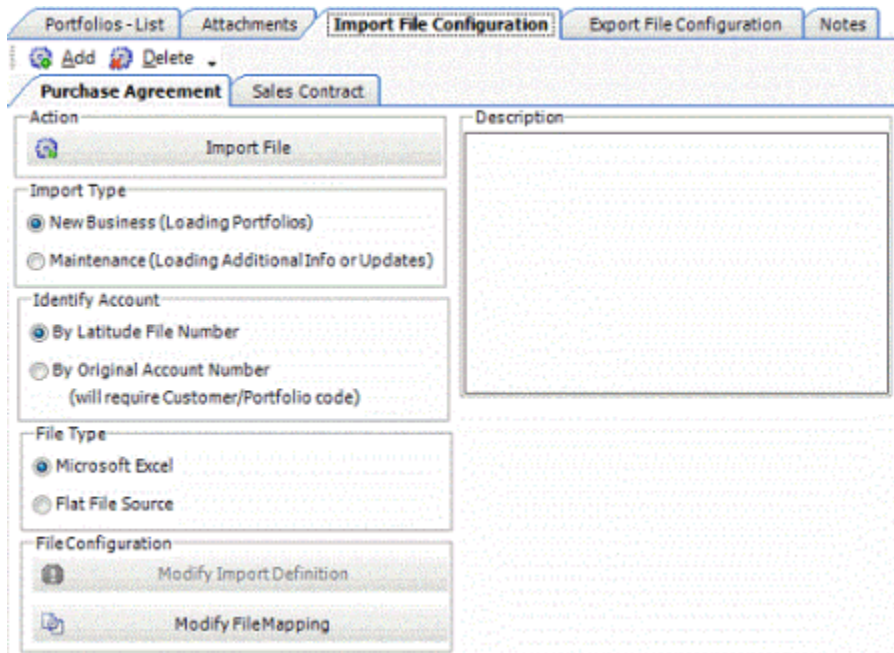 Portfolios - List Attachments Import File Configuration Export File Configuration Notes
Add Delete
Purchase Agreement Sales Contract
Action
Import File
Description
Import Type
New Business (Loading Portfolios)
Maintenance (Loading Additional Info or Updates)
Identify Account
By Latitude File Number
By Original Account Number
(will require Customer/Portfolio code)
File Type
Microsoft Excel
Flat File Source
File Configuration
Modify Import Definition
Modify FileMapping